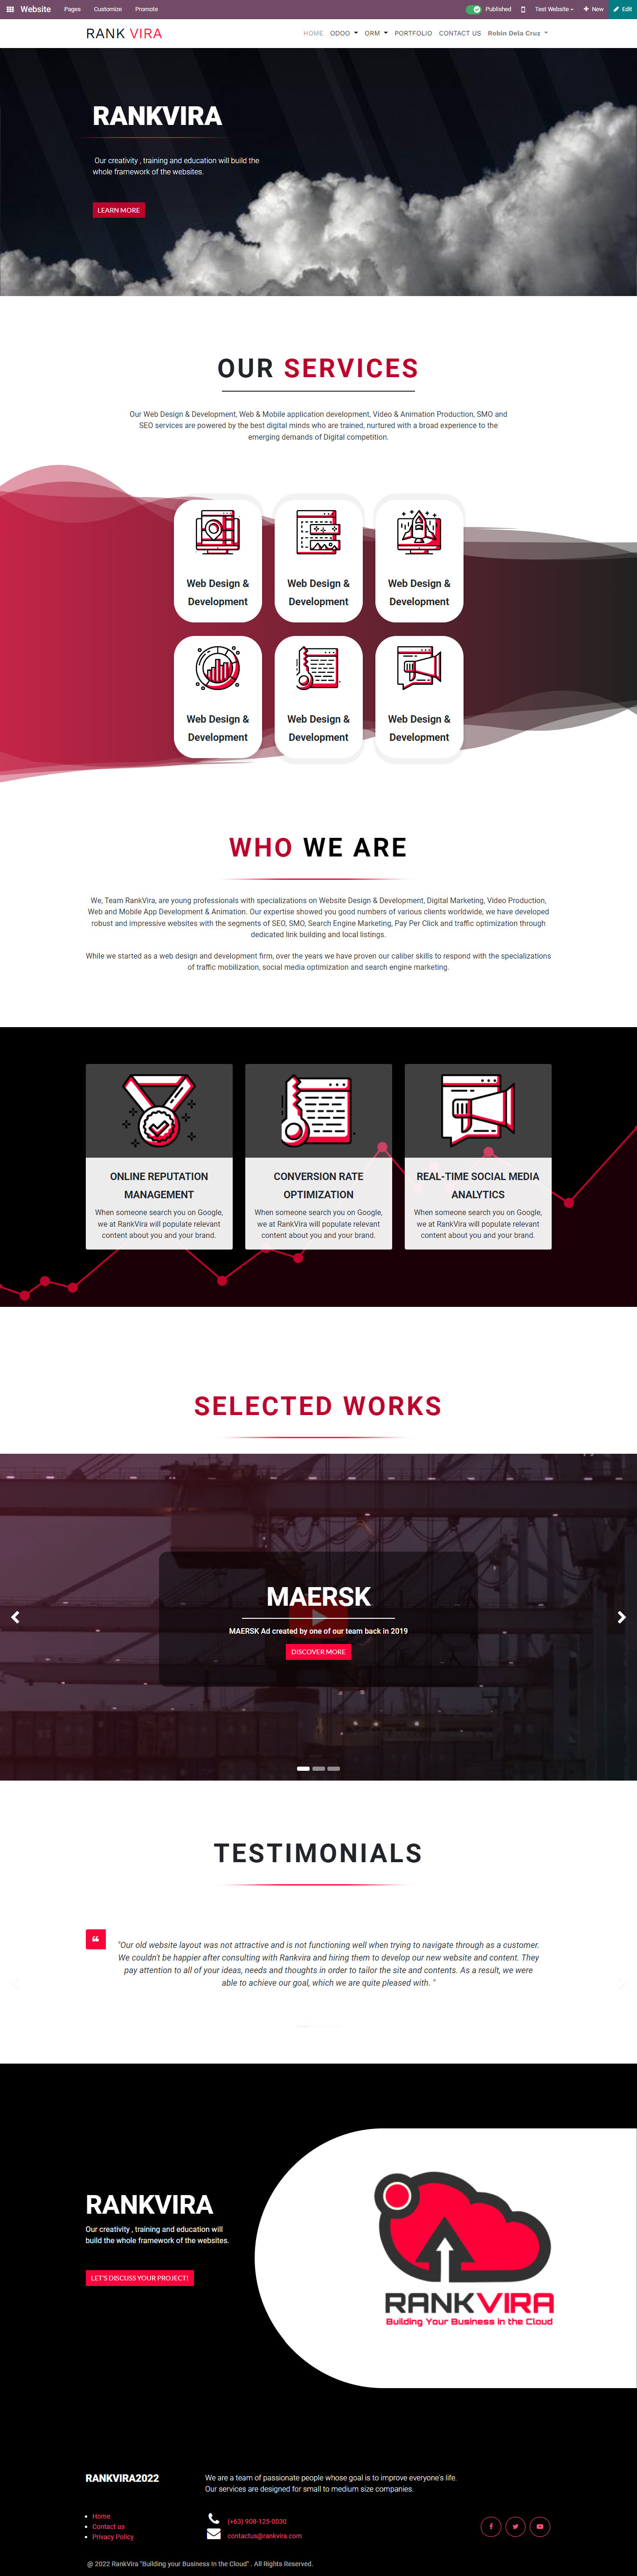 Website Pages Customize Promote Published Test Website New Edit
RANK VIRA HOME ODOO ORM PORTFOLIO CONTACT US Robin Dela Cruz
RANKVIRA
Our creativity , training and education will build the
whole framework of the websites.
LEARN MORE
OUR SERVICES
Our Web Design & Development, Web & Mobile application development, Video & Animation Production, SMO and
SEO services are powered by the best digital minds who are trained, nurtured with a broad experience to the
emerging demands of Digital competition.
Web Design & Web Design & Web Design &
Development Development Development
Web Design & Web Design & Web Design &
Development Development Development
WHO WE ARE
We, Team RankVira, are young professionals with specializations on Website Design & Development, Digital Marketing, Video Production,
Web and Mobile App Development & Animation. Our expertise showed you good numbers of various clients worldwide, we have developed
robust and impressive websites with the segments of SEO, SMO, Search Engine Marketing, Pay Per Click and traffic optimization through
dedicated link building and local listings.
While we started as a web design and development firm, over the years we have proven our caliber skills to respond with the specializations
of traffic mobilization, social media optimization and search engine marketing.
ONLINE REPUTATION
MANAGEMENT
When someone search you on Google,
we at RankVira will populate relevant
content about you and your brand.
CONVERSION RATE
OPTIMIZATION
When someone search you on Google,
we at RankVira will populate relevant
content about you and your brand.
REAL-TIME SOCIAL MEDIA
ANALYTICS
When someone search you on Google,
we at RankVira will populate relevant
content about you and your brand.
SELECTED WORKS
MAERSK
MAERSK Ad created by one of our team back in 2019
DISCOVER MORE
TESTIMONIALS
"Our old website layout was not attractive and is not functioning well when trying to navigate through as a customer.
We couldn't be happier after consulting with Rankvira and hiring them to develop our new website and content. They
pay attention to all of your ideas, needs and thoughts in order to tailor the site and contents. As a result, we were
able to achieve our goal, which we are quite pleased with. "
RANKVIRA
Our creativity , training and education will
build the whole framework of the websites.
LET'S DISCUSS YOUR PROJECT!
RANKVIRA
Building Your Business in the Cloud
RANKVIRA2022
We are a team of passionate people whose goal is to improve everyone's life.
Our services are designed for small to medium size companies.
Home
Contact us
Privacy Policy
(+63) 908-125-0030
contactus@rankvira.com
@ 2022 RankVira "Building your Business In the Cloud" . All Rights Reserved.